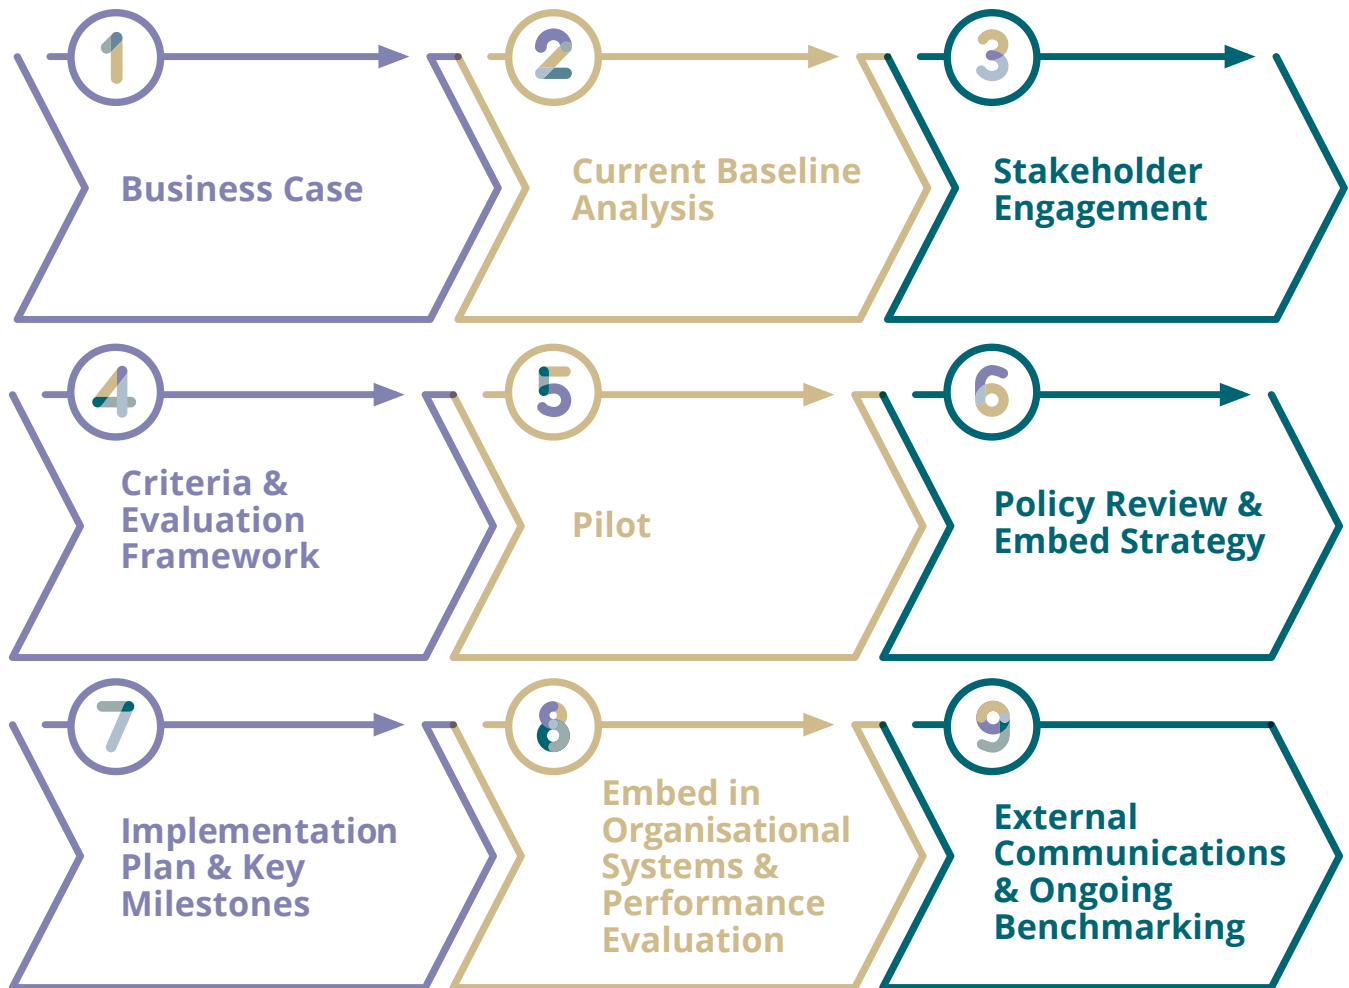 1
Business Case
2
Current Baseline
Analysis
3
Stakeholder
Engagement
4
Criteria &
Evaluation
Framework
5
Pilot
6
Policy Review &
Embed Strategy
7
Implementation
Plan & Key
Milestones
8
Embed in
Organisational
Systems &
Performance
Evaluation
9
External
Communications
& Ongoing
Benchmarking